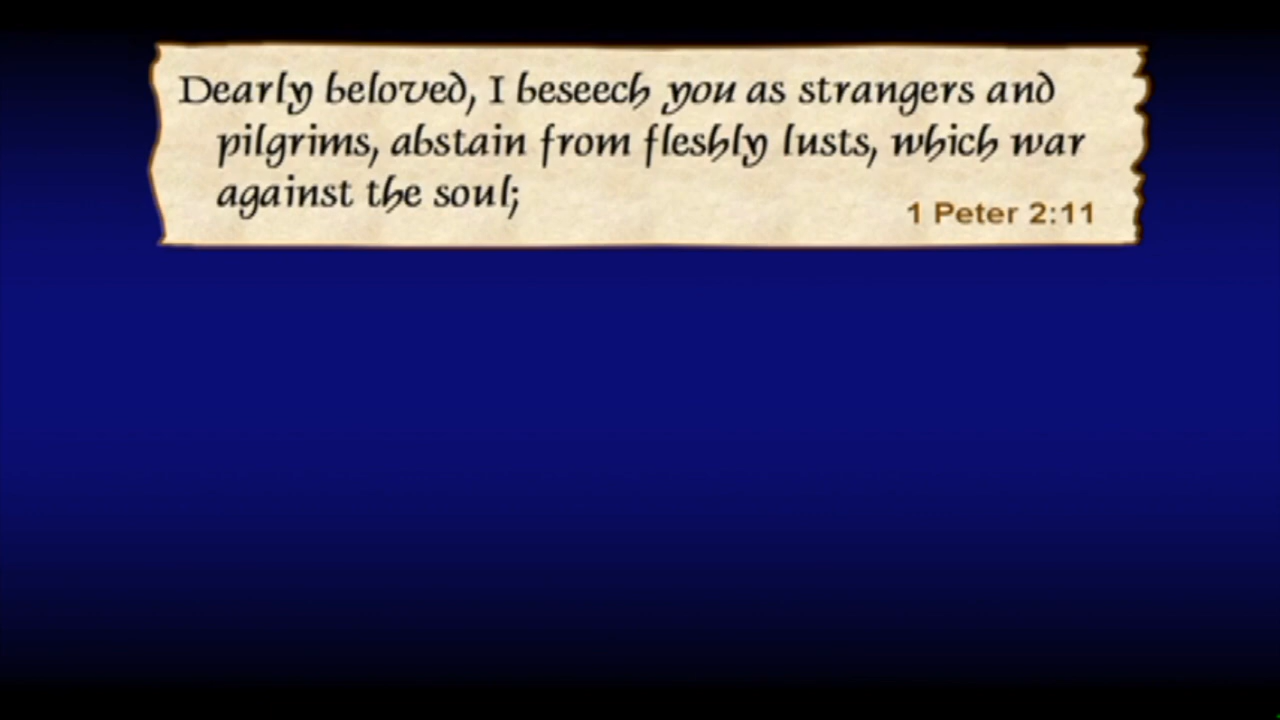 Dearly beloved, I beseech you as strangers and
pilgrims, abstain from fleshly lusts, which war
against the soul;
1 Peter 2:11